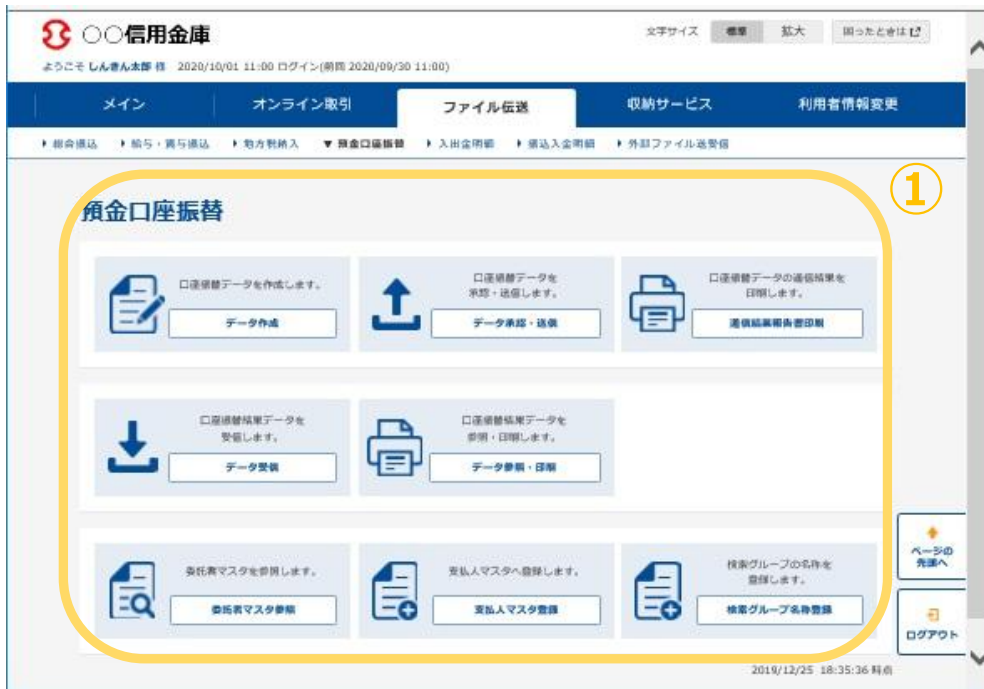 〇〇信用金庫
文字サイズ 標準 拡大 困ったときは
ようこそ しんきん太郎 様 2020/10/01 11:00 ログイン(前回 2020/09/30 11:00)
メイン オンライン取引 ファイル伝送 収納サービス 利用者情報変更
総合振込 給与・賞与振込 地方税納入 預金口座振替 入出金明細 振込入金明細 外部ファイル送受信
①
預金口座振替
口座振替データを作成します。
データ作成
口座振替データを
承認・送信します。
データ承認・送信
口座振替データの通信結果を
印刷します。
通信結果報告書印刷
口座振替結果データを
受信します。
データ受信
口座振替結果データを
参照・印刷します。
データ参照・印刷
委託者マスタを参照します。
委託者マスタ参照
支払人マスタへ登録します。
支払人マスタ登録
検索グループの名称を
登録します。
検索グループ名称登録
ページの
先頭へ
ログアウト
2019/12/25 18:35:36 時点